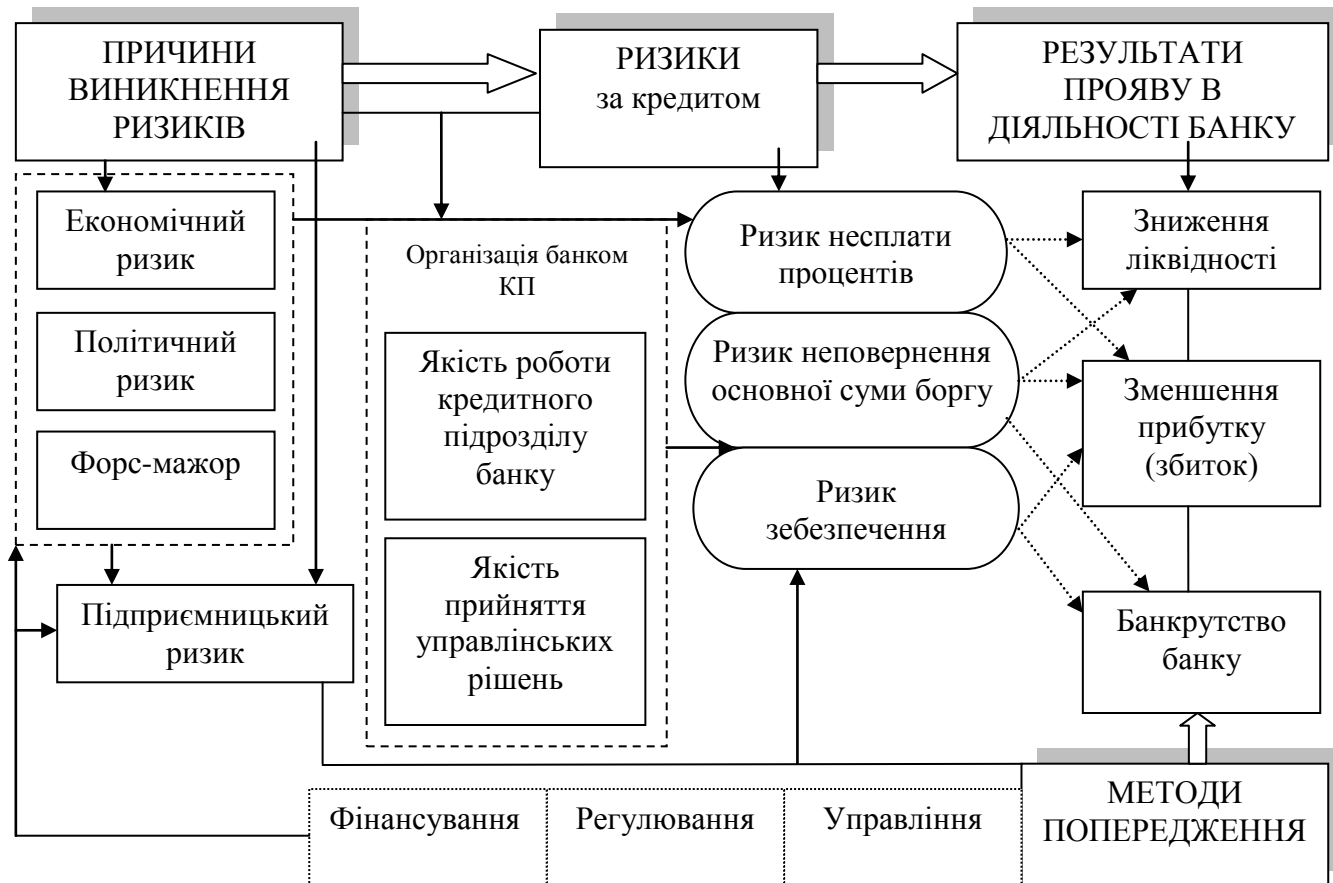 ПРИЧИНИ
ВИНИКНЕННЯ
РИЗИКІВ
РИЗИКИ
за кредитом
РЕЗУЛЬТАТИ
ПРОЯВУ В
ДІЯЛЬНОСТІ БАНКУ
Економічний
ризик
Політичний
ризик
Форс-мажор
Підприємницький
ризик
Організація банком
КП
Якість роботи
кредитного
підрозділу
банку
Якість
прийняття
управлінських
рішень
Ризик несплати
процентів
Ризик неповернення
основної суми боргу
Ризик
зебезпечення
Зниження
ліквідності
Зменшення
прибутку
(збиток)
Банкрутство
банку
Фінансування
Регулювання
Управління
МЕТОДИ
ПОПЕРЕДЖЕННЯ